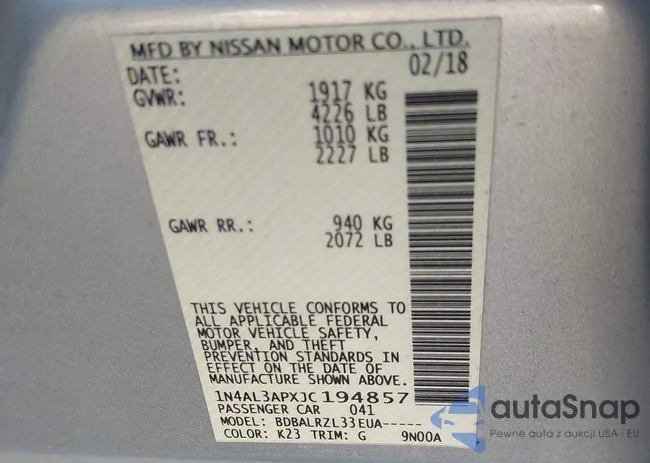 MFD BY NISSAN MOTOR CO., LTD.
DATE: 02/18
GVWR: 1917 KG
4226 LB
GAWR FR.: 1010 KG
2227 LB
GAWR RR.: 940 KG
2072 LB
THIS VEHICLE CONFORMS TO
ALL APPLICABLE FEDERAL
MOTOR VEHICLE SAFETY,
BUMPER, AND THEFT
PREVENTION STANDARDS IN
EFFECT ON THE DATE OF
MANUFACTURE SHOWN ABOVE.
1N4AL3APXJC194857
PASSENGER CAR 041
MODEL: BDBALRZL33EUA-----
COLOR: K23 TRIM: G 9N00A
autaSnap
Pewne auto z aukcji USA i EU